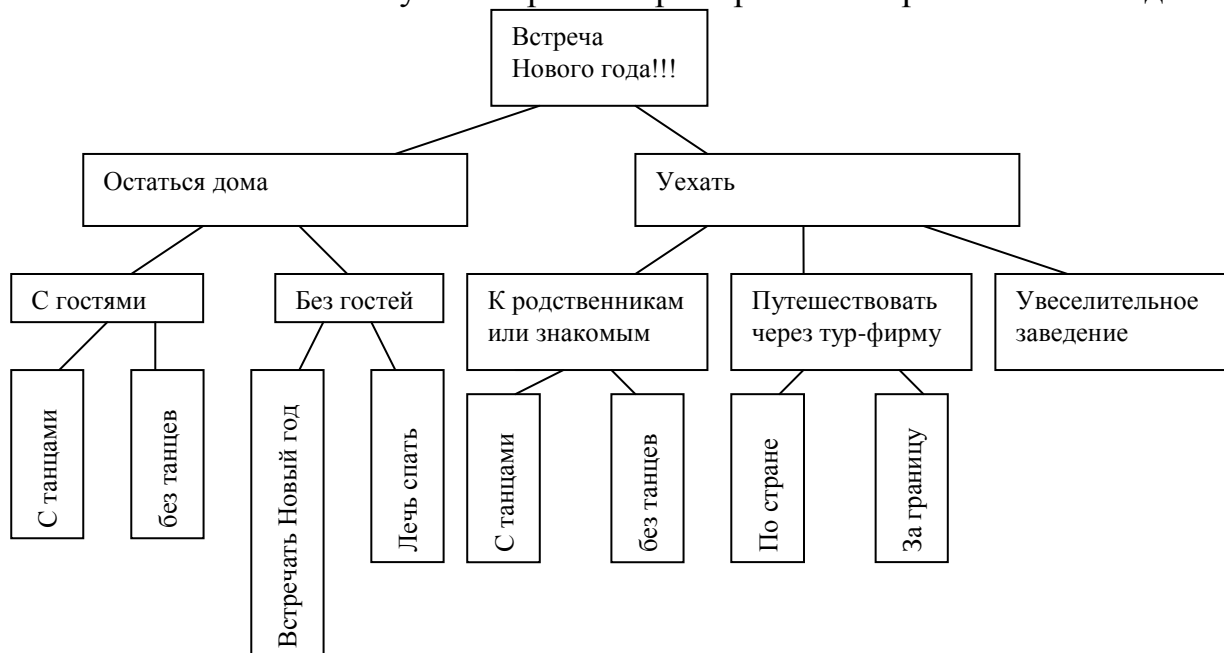 Встреча
Нового года!!!
Остаться дома
Уехать
С гостями
Без гостей
К родственникам
или знакомым
Путешествовать
через тур-фирму
Увеселительное
заведение
С танцами
без танцев
Встречать Новый год
Лечь спать
С танцами
без танцев
По стране
За границу